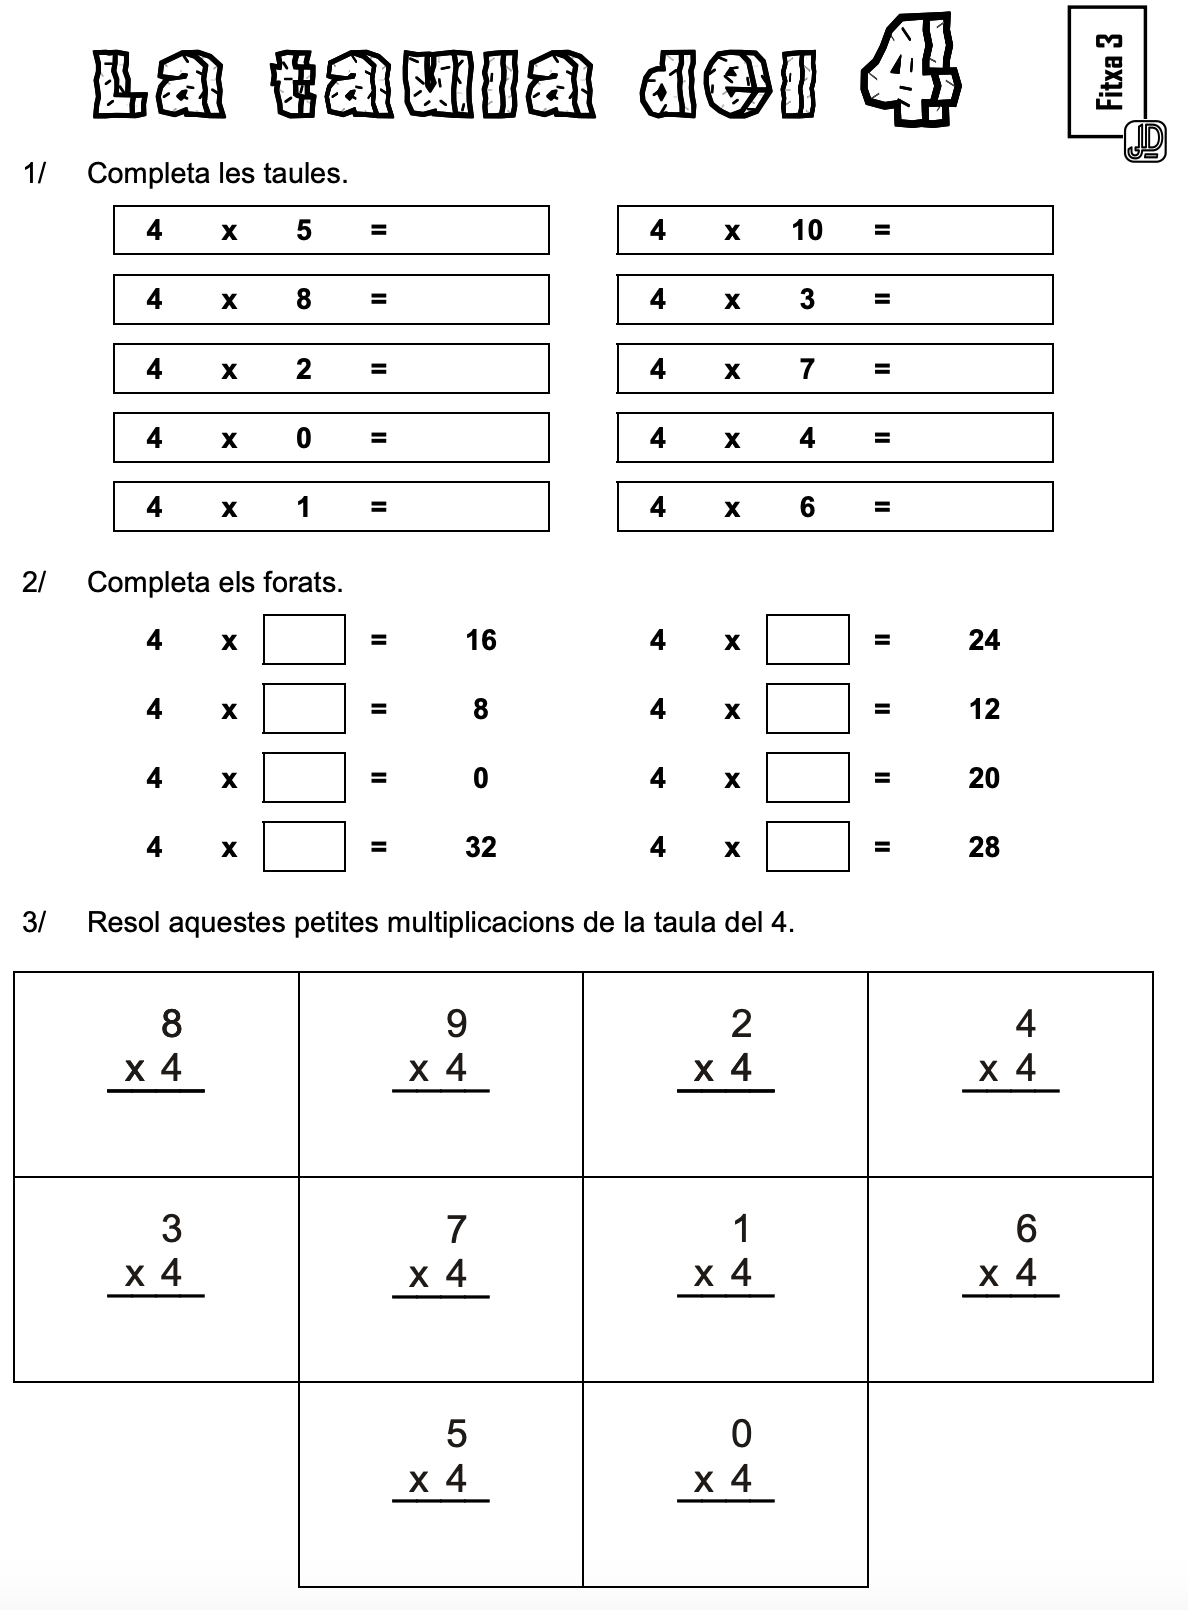 La taula del 4
Fitxa 3
JD
1/ Completa les taules.
4 x 5 = 4 x 10 =
4 x 8 = 4 x 3 =
4 x 2 = 4 x 7 =
4 x 0 = 4 x 4 =
4 x 1 = 4 x 6 =
2/ Completa els forats.
4 x = 16 4 x = 24
4 x = 8 4 x = 12
4 x = 0 4 x = 20
4 x = 32 4 x = 28
3/ Resol aquestes petites multiplicacions de la taula del 4.
8 9 2 4
x 4 x 4 x 4 x 4
3 7 1 6
x 4 x 4 x 4 x 4
5 0
x 4 x 4